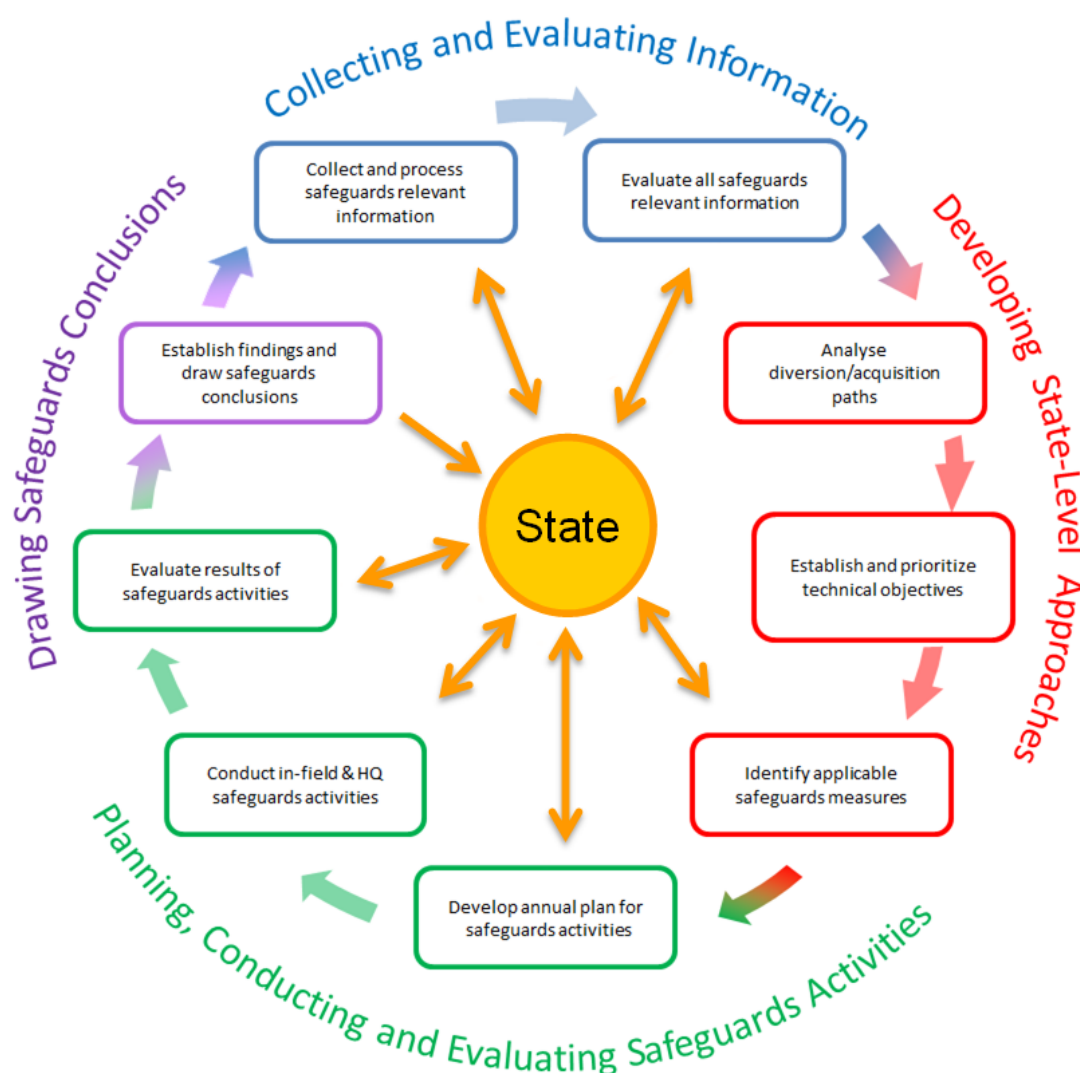 Collecting and Evaluating Information
Collect and process
safeguards relevant
information
Evaluate all safeguards
relevant information
Developing State-Level Approaches
Analyse
diversion/acquisition
paths
Establish and prioritize
technical objectives
Identify applicable
safeguards measures
Planning, Conducting and Evaluating Safeguards Activities
Develop annual plan for
safeguards activities
Conduct in-field & HQ
safeguards activities
Evaluate results of
safeguards activities
Drawing Safeguards Conclusions
Establish findings and
draw safeguards
conclusions
State